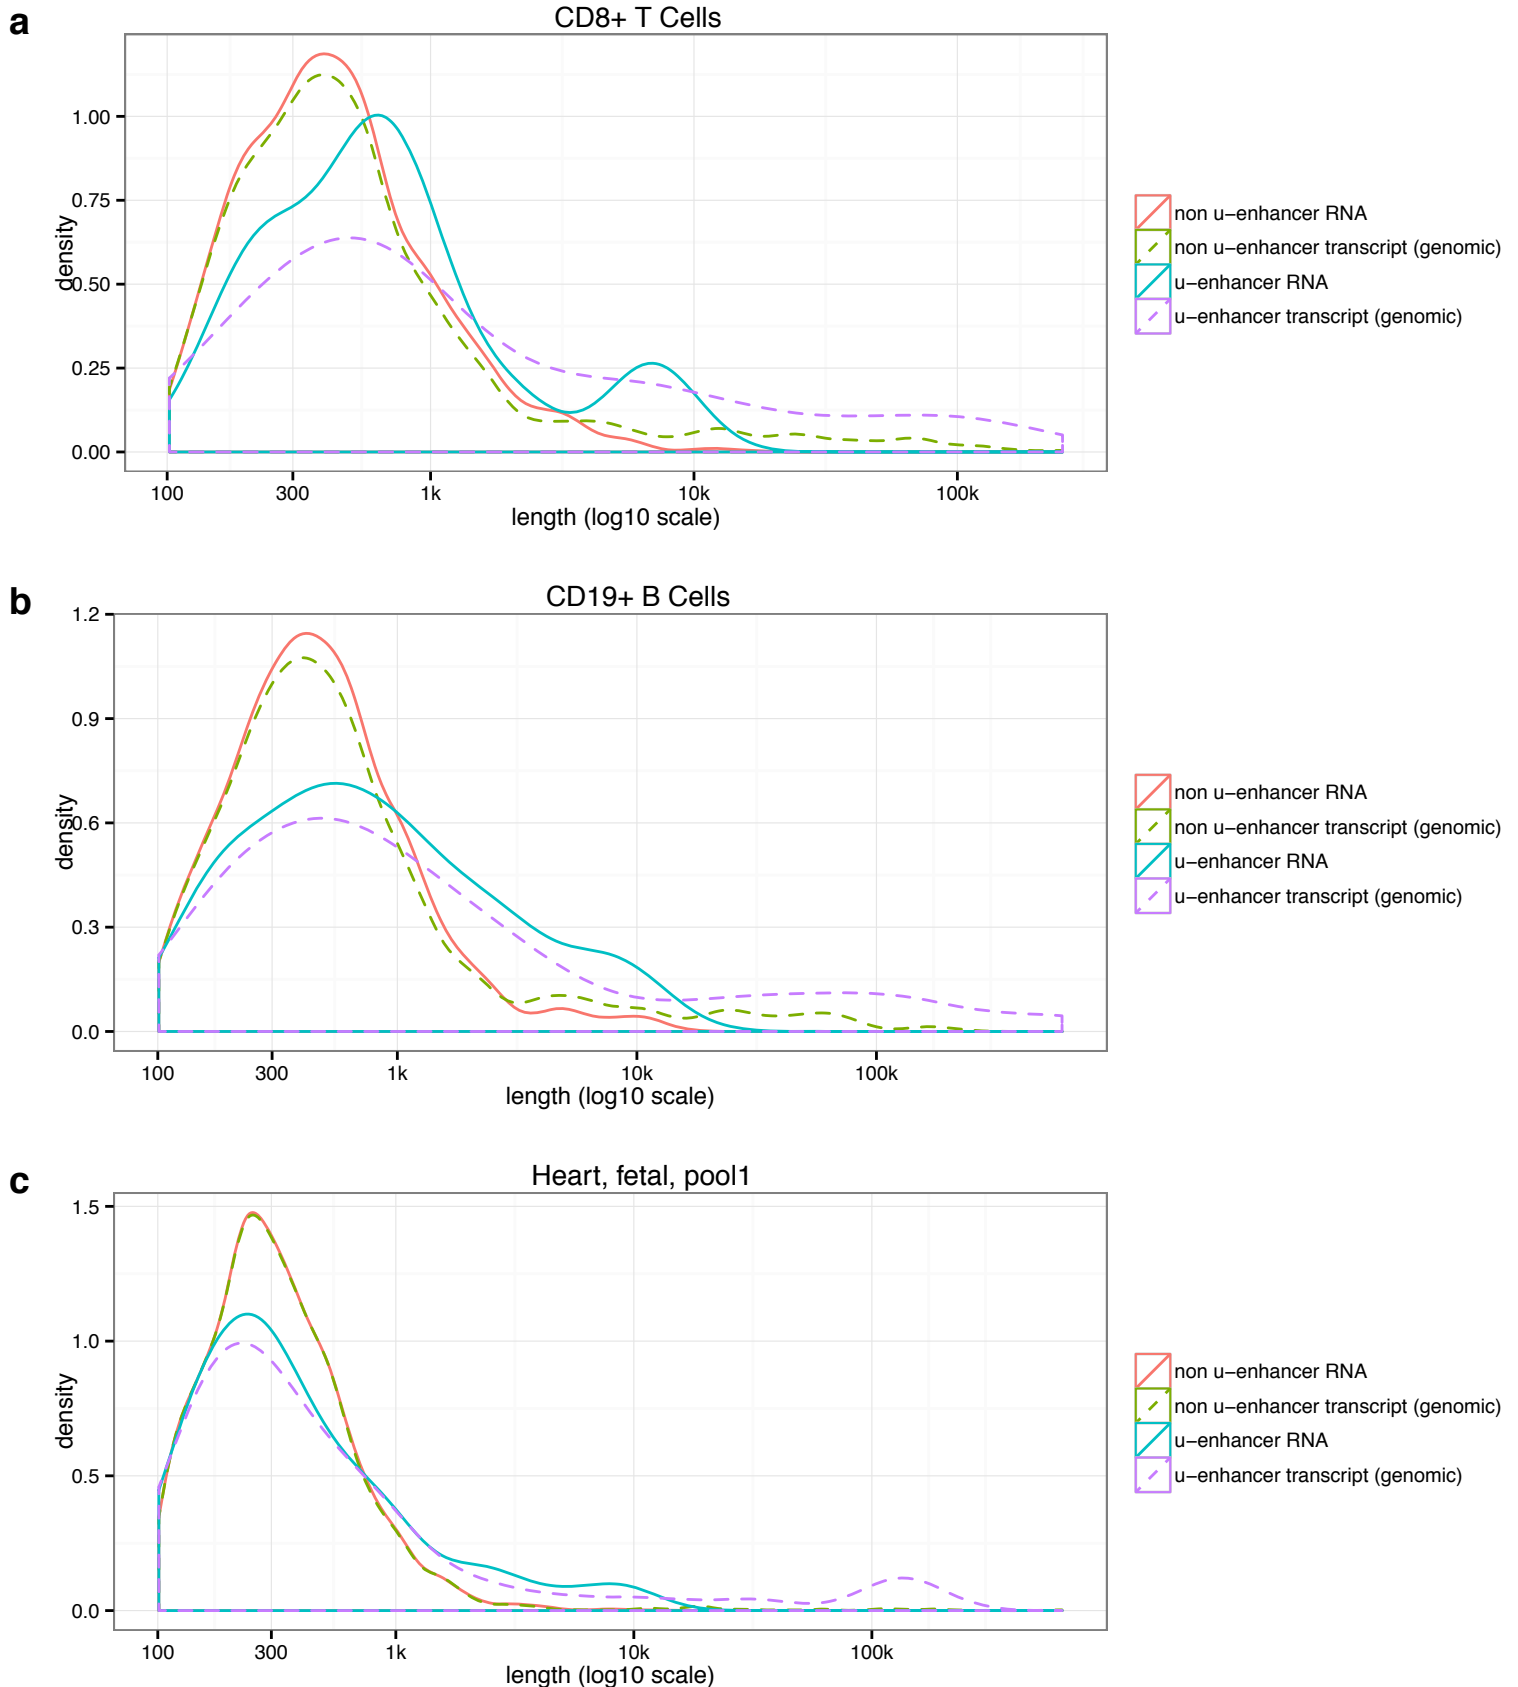 a
CD8+ T Cells
density
1.00
0.75
0.50
0.25
0.00
100 300 1k 10k 100k
length (log10 scale)
non u−enhancer RNA
non u−enhancer transcript (genomic)
u−enhancer RNA
u−enhancer transcript (genomic)
b
CD19+ B Cells
density
1.2
0.9
0.6
0.3
0.0
100 300 1k 10k 100k
length (log10 scale)
non u−enhancer RNA
non u−enhancer transcript (genomic)
u−enhancer RNA
u−enhancer transcript (genomic)
c
Heart, fetal, pool1
density
1.5
1.0
0.5
0.0
100 300 1k 10k 100k
length (log10 scale)
non u−enhancer RNA
non u−enhancer transcript (genomic)
u−enhancer RNA
u−enhancer transcript (genomic)